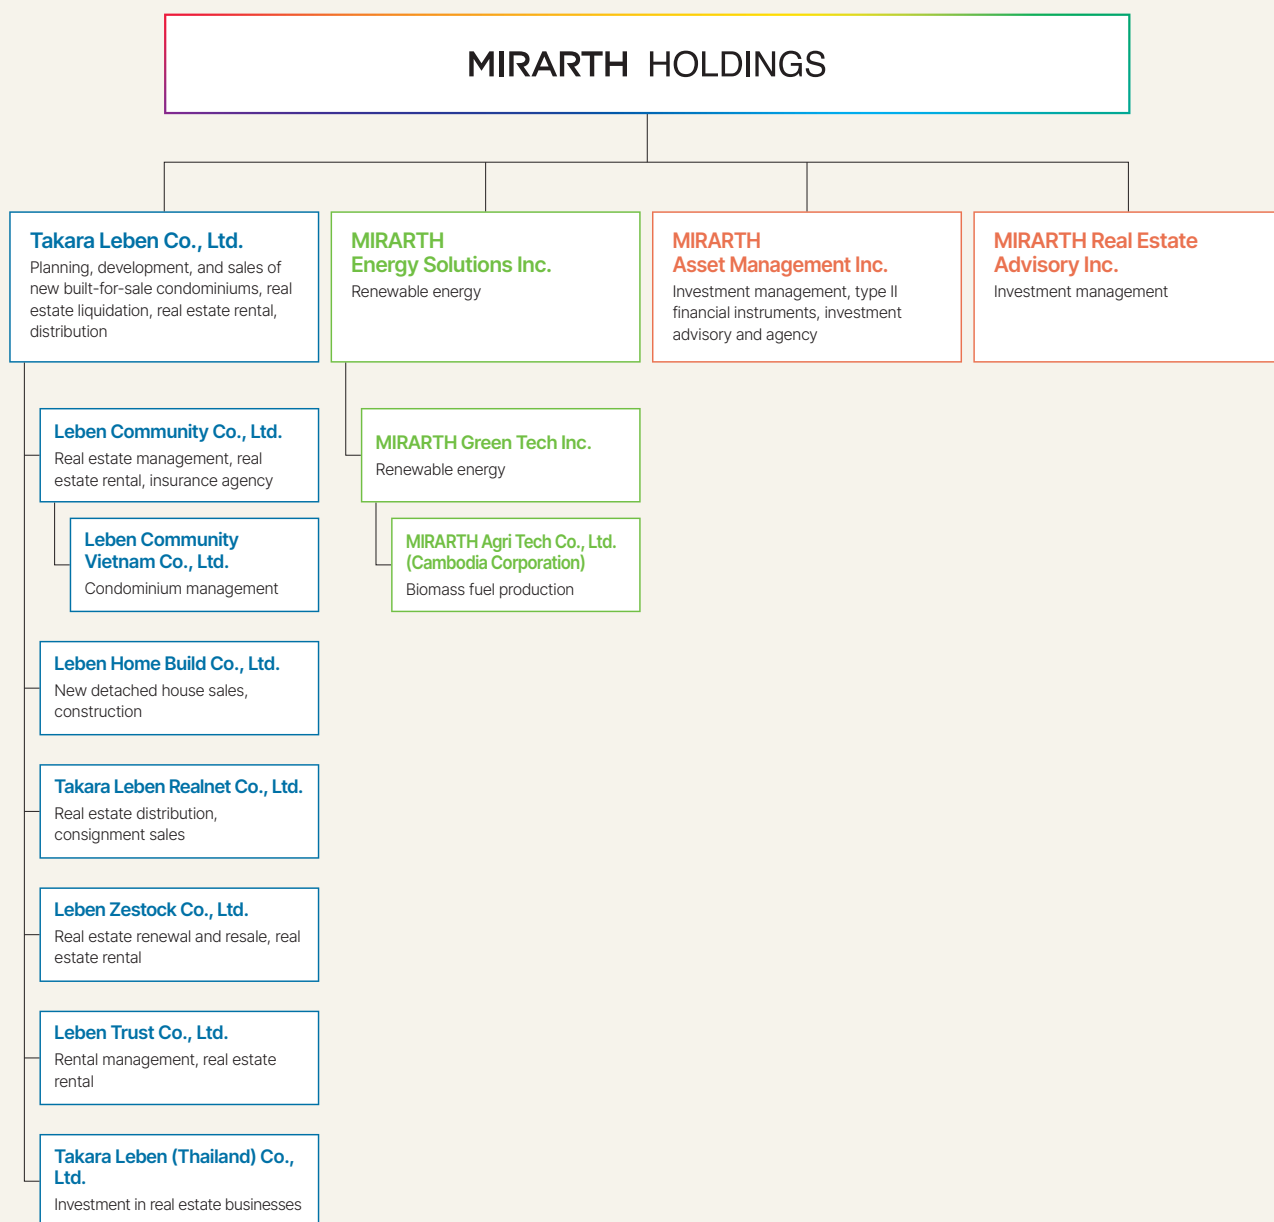 MIRARTH HOLDINGS
Takara Leben Co., Ltd.
Planning, development, and sales of
new built-for-sale condominiums, real
estate liquidation, real estate rental,
distribution
MIRARTH
Energy Solutions Inc.
Renewable energy
MIRARTH
Asset Management Inc.
Investment management, type II
financial instruments, investment
advisory and agency
MIRARTH Real Estate
Advisory Inc.
Investment management
Leben Community Co., Ltd.
Real estate management, real
estate rental, insurance agency
Leben Community
Vietnam Co., Ltd.
Condominium management
MIRARTH Green Tech Inc.
Renewable energy
MIRARTH Agri Tech Co., Ltd.
(Cambodia Corporation)
Biomass fuel production
Leben Home Build Co., Ltd.
New detached house sales,
construction
Takara Leben Realnet Co., Ltd.
Real estate distribution,
consignment sales
Leben Zestock Co., Ltd.
Real estate renewal and resale, real
estate rental
Leben Trust Co., Ltd.
Rental management, real estate
rental
Takara Leben (Thailand) Co.,
Ltd.
Investment in real estate businesses